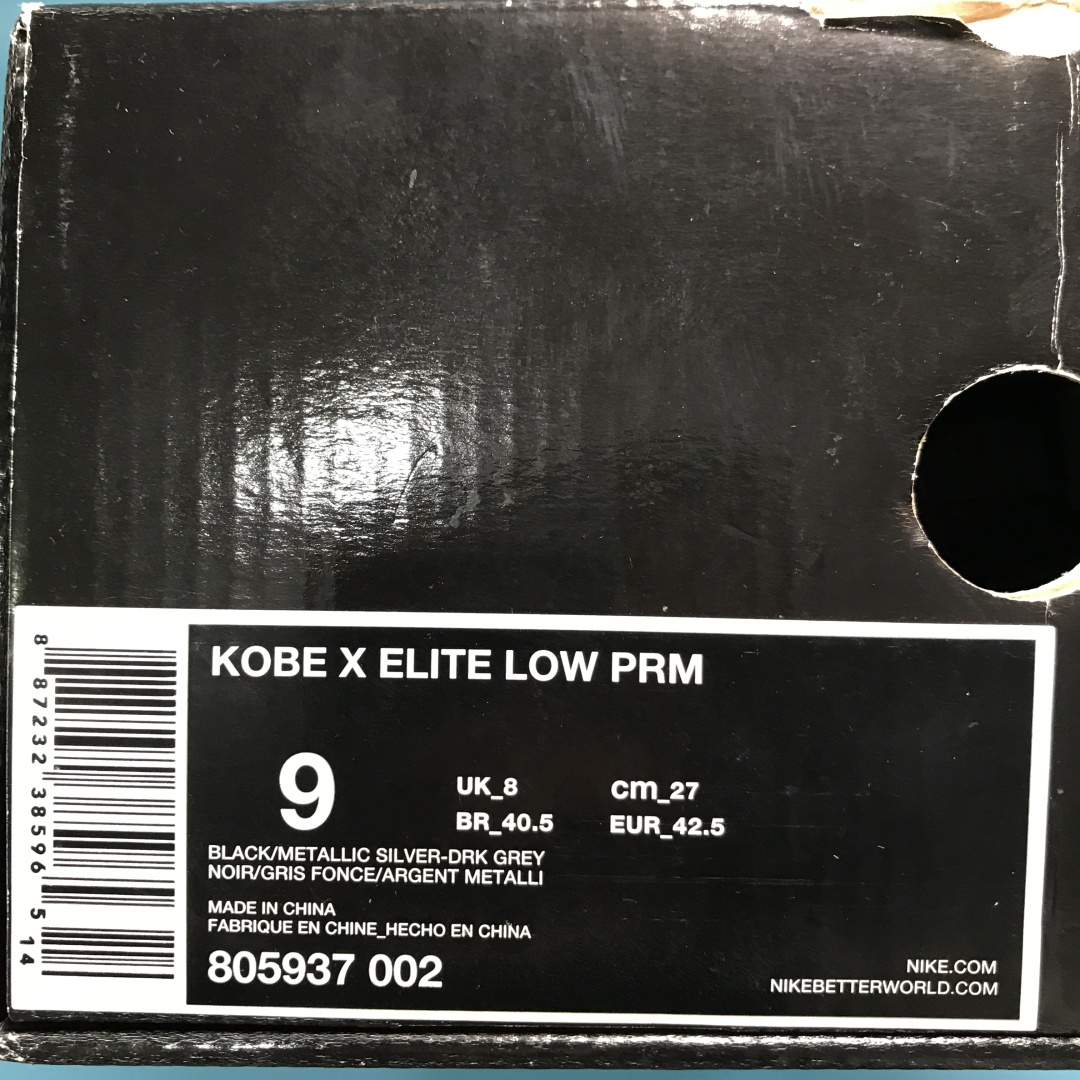 KOBE X ELITE LOW PRM
9
UK_8 cm_27
BR_40.5 EUR_42.5
BLACK/METALLIC SILVER-DRK GREY
NOIR/GRIS FONCE/ARGENT METALLI
MADE IN CHINA
FABRIQUE EN CHINE_HECHO EN CHINA
805937 002
NIKE.COM
NIKEBETTERWORLD.COM
8 87232 38596 5 14